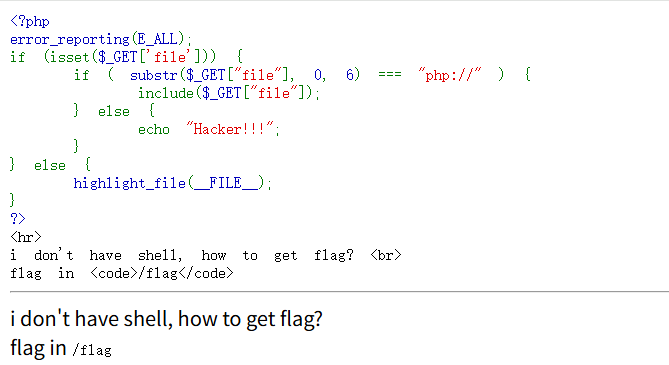 <?php
error_reporting(E_ALL);
if (isset($_GET['file'])) {
if ( substr($_GET["file"], 0, 6) === "php://" ) {
include($_GET["file"]);
} else {
echo "Hacker!!!";
}
} else {
highlight_file(__FILE__);
}
?>
<hr>
i don't have shell, how to get flag? <br>
flag in <code>/flag</code>
i don't have shell, how to get flag?
flag in /flag